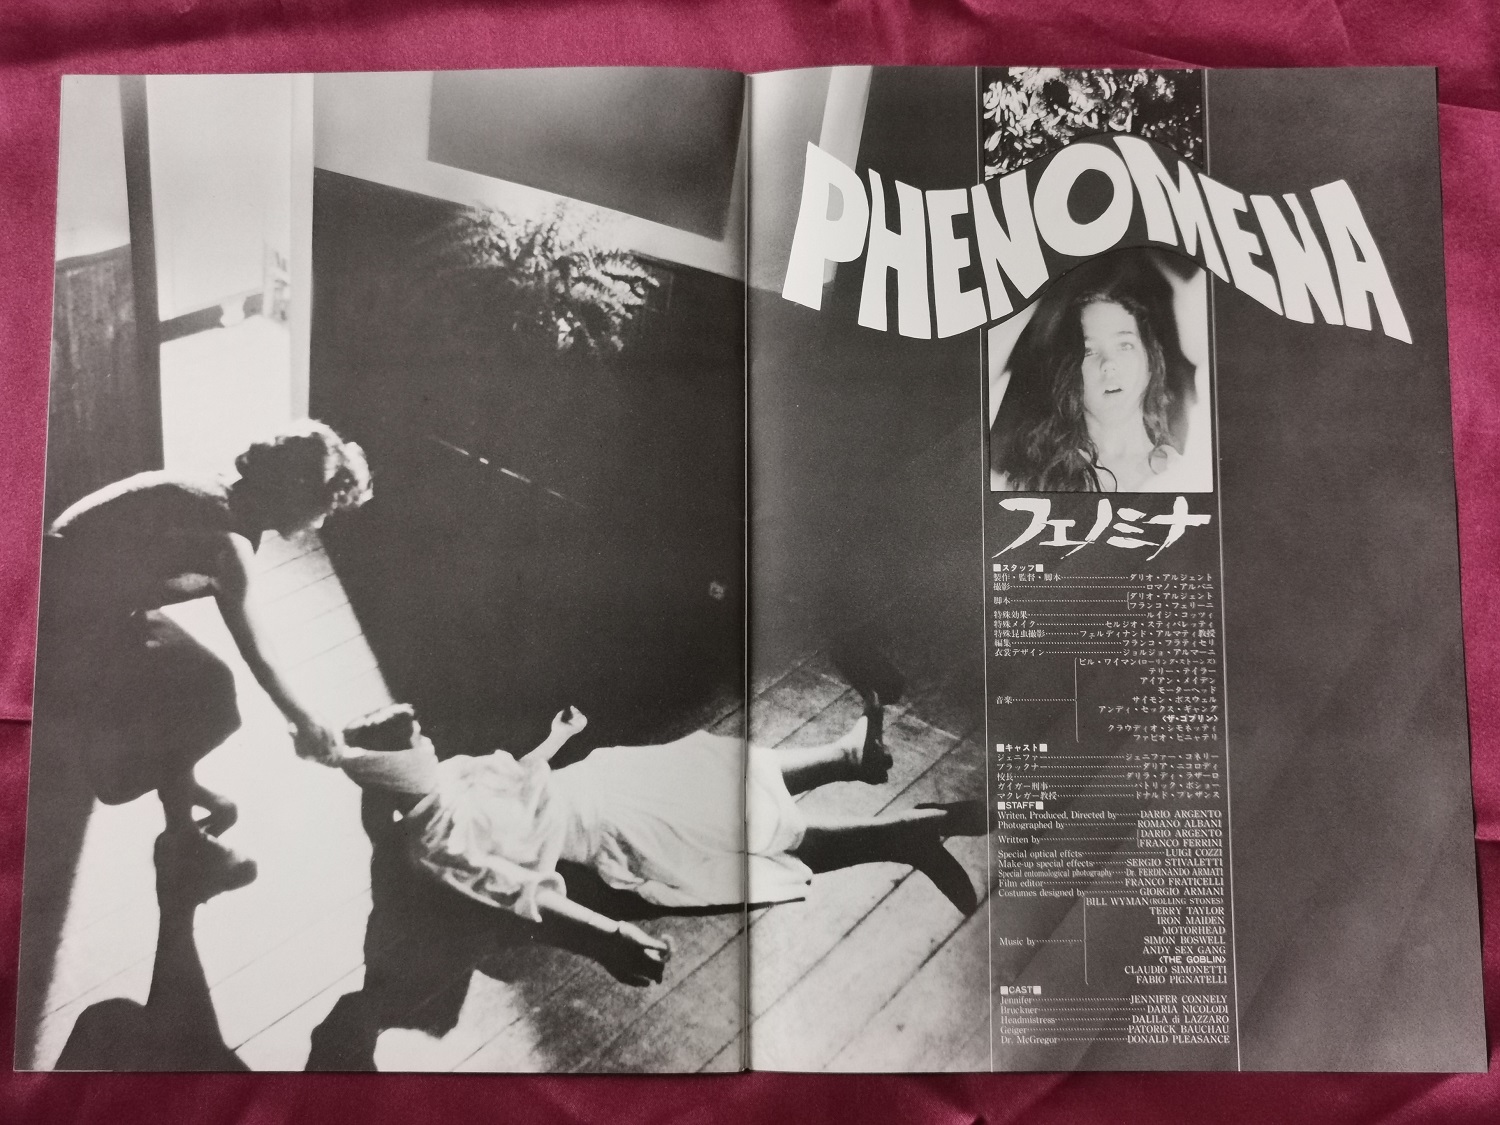 PHENOMENA
フェノミナ
■スタッフ■
製作・監督・脚本…………ダリオ・アルジェント
撮影…………ロマノ・アルバニ
脚本…………ダリオ・アルジェント
フランコ・フェリーニ
特殊効果…………ルイジ・コッツィ
特殊メイク…………セルジオ・スティバレッティ
特殊昆虫撮影…………フェルディナンド・アルマティ教授
編集…………フランコ・フラティセリ
衣裳デザイン…………ジョルジョ・アルマーニ
ビル・ワイマン(ローリング・ストーンズ)
テリー・テイラー
アイアン・メイデン
モーターヘッド
音楽…………サイモン・ボスウェル
アンディ・セックス・ギャング
〈ザ・ゴブリン〉
クラウディオ・シモネッティ
ファビオ・ピニャテリ
■キャスト■
ジェニファー…………ジェニファー・コネリー
ブラックナー…………ダリア・ニコロディ
校長…………ダリラ・ディ・ラザーロ
ガイガー刑事…………パトリック・ボショー
マクレガー教授…………ドナルド・プレザンス
■STAFF■
Writen, Produced, Directed by……DARIO ARGENTO
Photographed by…………ROMANO ALBANI
Written by…………DARIO ARGENTO
FRANCO FERRINI
Special optical effcts…………LUIGI COZZI
Make-up special effects……SERGIO STIVALETTI
Special entomological photography……Dr. FERDINANDO ARMATI
Film editor…………FRANCO FRATICELLI
Costumes designed by…………GIORGIO ARMANI
BILL WYMAN(ROLLING STONES)
TERRY TAYLOR
IRON MAIDEN
MOTORHEAD
Music by…………SIMON BOSWELL
ANDY SEX GANG
〈THE GOBLIN〉
CLAUDIO SIMONETTI
FABIO PIGNATELLI
■CAST■
Jennifer…………JENNIFER CONNELY
Bruckner…………DARIA NICOLODI
Headmistress…………DALILA di LAZZARO
Geiger…………PATORICK BAUCHAU
Dr. McGregor…………DONALD PLEASANCE